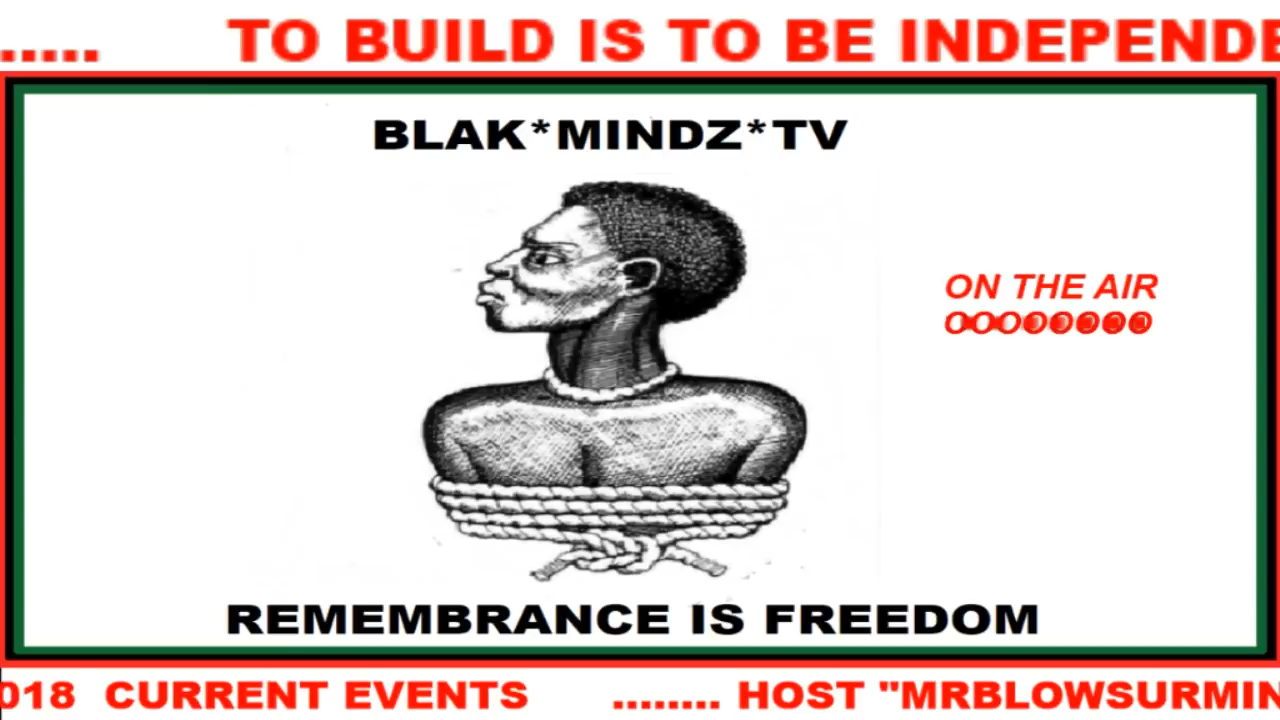 ..... TO BUILD IS TO BE INDEPENDE
BLAK*MINDZ*TV
ON THE AIR
REMEMBRANCE IS FREEDOM
018 CURRENT EVENTS ........ HOST "MRBLOWSURMIN